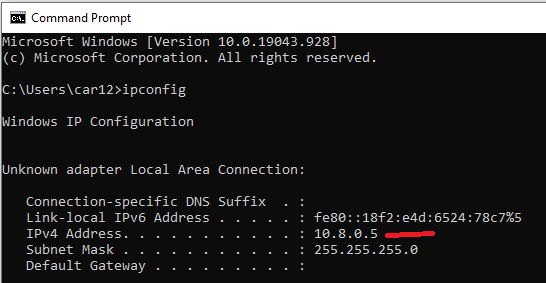 Command Prompt
Microsoft Windows [Version 10.0.19043.928]
(c) Microsoft Corporation. All rights reserved.
C:\Users\car12>ipconfig
Windows IP Configuration
Unknown adapter Local Area Connection:
Connection-specific DNS Suffix  . :
Link-local IPv6 Address . . . . . : fe80::18f2:e4d:6524:78c7%5
IPv4 Address. . . . . . . . . . . : 10.8.0.5
Subnet Mask . . . . . . . . . . . : 255.255.255.0
Default Gateway . . . . . . . . . :